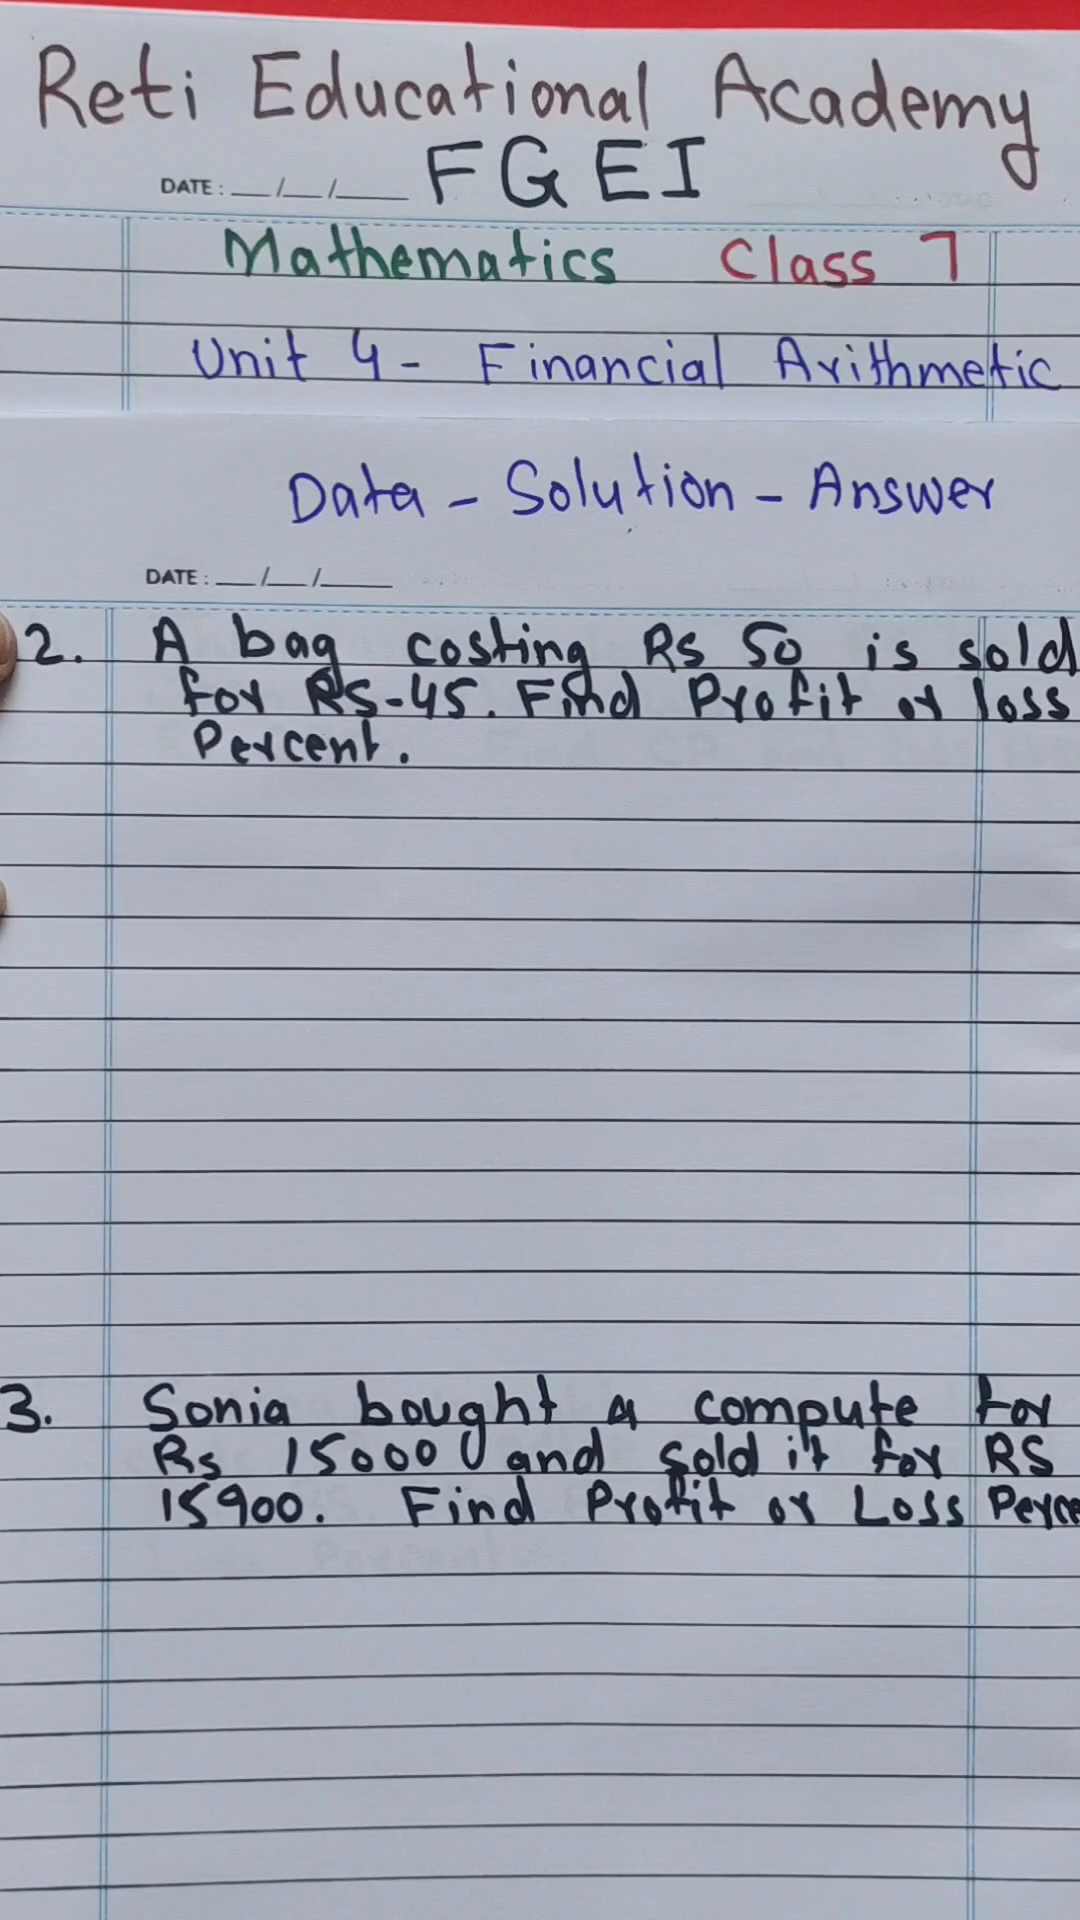 Reti Educational Academy
FGEI
DATE: __/__/____
Mathematics Class 7
Unit 4 - Financial Arithmetic
Data - Solution - Answer
DATE: __/__/____
2. A bag costing Rs 50 is sold
for Rs-45. Find Profit or loss
Percent.
3. Sonia bought a compute for
Rs 15000 and sold it for RS
15900. Find Profit or Loss Perce